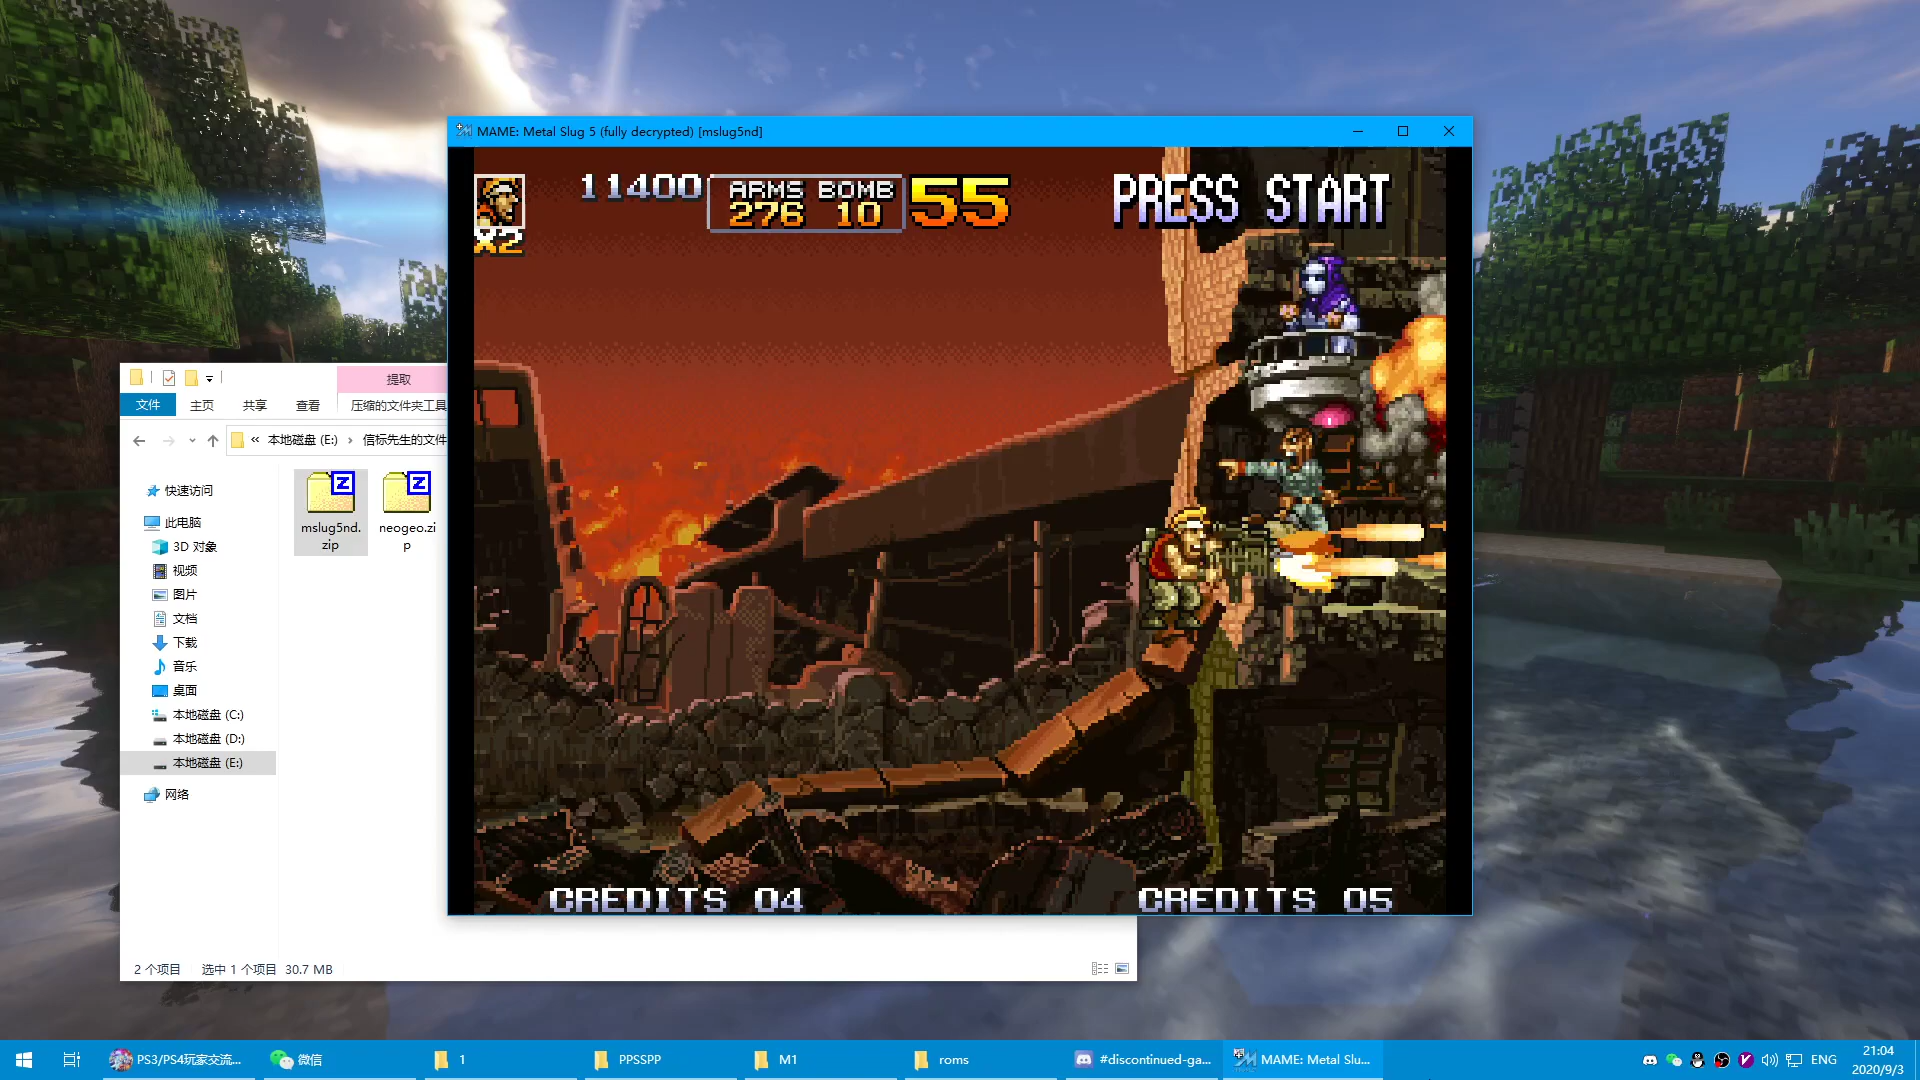 MAME: Metal Slug 5 (fully decrypted) [mslug5nd]
11400
ARMS BOMB
276 10
55
PRESS START
X2
CREDITS 04
CREDITS 05
提取
文件
主页
共享
查看
压缩的文件夹工具
« 本地磁盘 (E:) › 信标先生的文件
快速访问
此电脑
3D 对象
视频
图片
文档
下载
音乐
桌面
本地磁盘 (C:)
本地磁盘 (D:)
本地磁盘 (E:)
网络
Z
mslug5nd.
zip
Z
neogeo.zi
p
2 个项目 选中 1 个项目 30.7 MB
PS3/PS4玩家交流...
微信
1
PPSSPP
M1
roms
#discontinued-ga...
MAME: Metal Slu...
ENG
21:04
2020/9/3